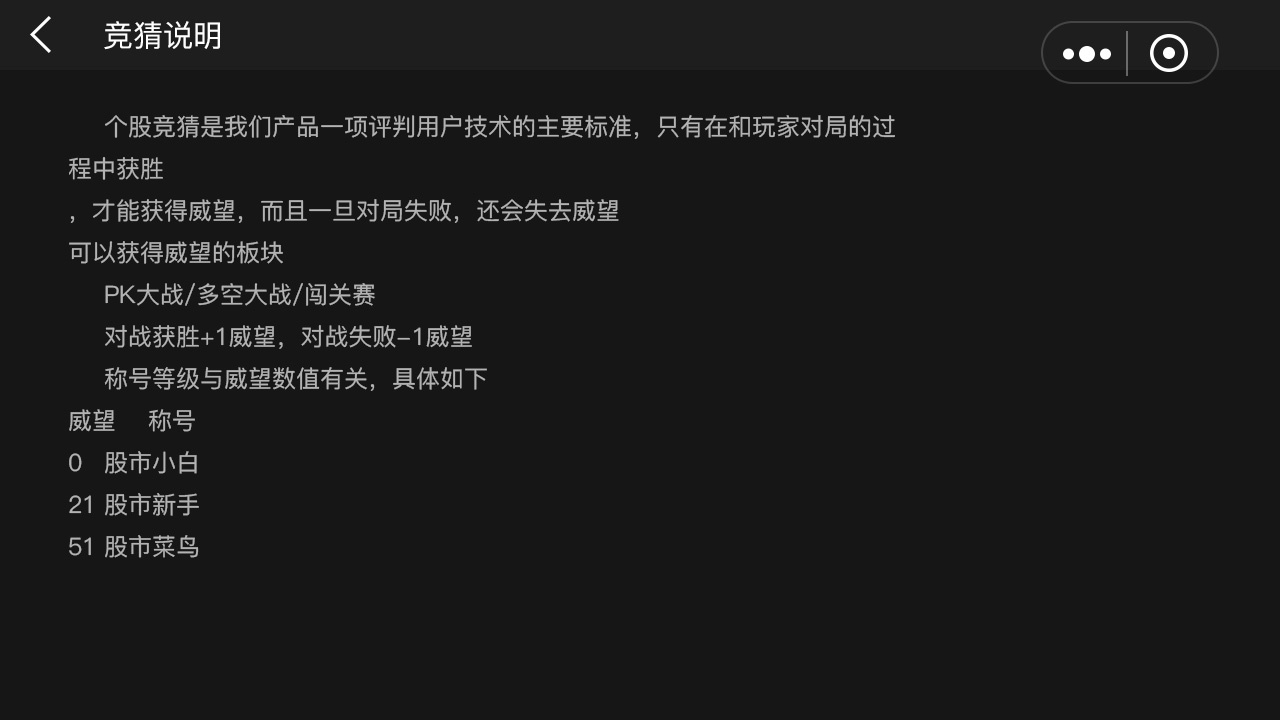 竞猜说明
个股竞猜是我们产品一项评判用户技术的主要标准，只有在和玩家对局的过
程中获胜
，才能获得威望，而且一旦对局失败，还会失去威望
可以获得威望的板块
PK大战/多空大战/闯关赛
对战获胜+1威望，对战失败-1威望
称号等级与威望数值有关，具体如下
威望 称号
0 股市小白
21 股市新手
51 股市菜鸟